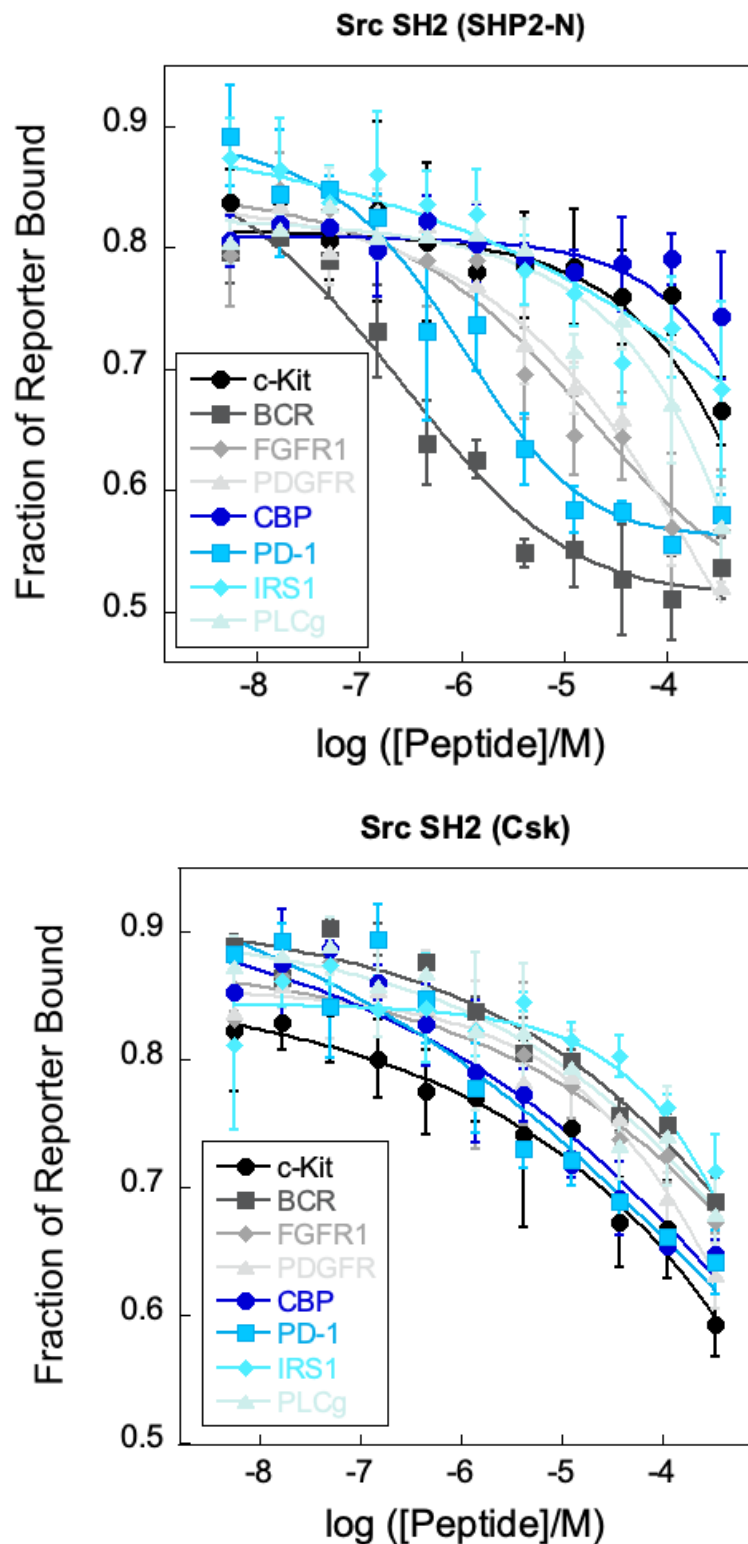 Src SH2 (SHP2-N)
Fraction of Reporter Bound
0.9
0.8
0.7
0.6
0.5
c-Kit
BCR
FGFR1
PDGFR
CBP
PD-1
IRS1
PLCg
-8 -7 -6 -5 -4
log ([Peptide]/M)
Src SH2 (Csk)
Fraction of Reporter Bound
0.9
0.8
0.7
0.6
0.5
c-Kit
BCR
FGFR1
PDGFR
CBP
PD-1
IRS1
PLCg
-8 -7 -6 -5 -4
log ([Peptide]/M)